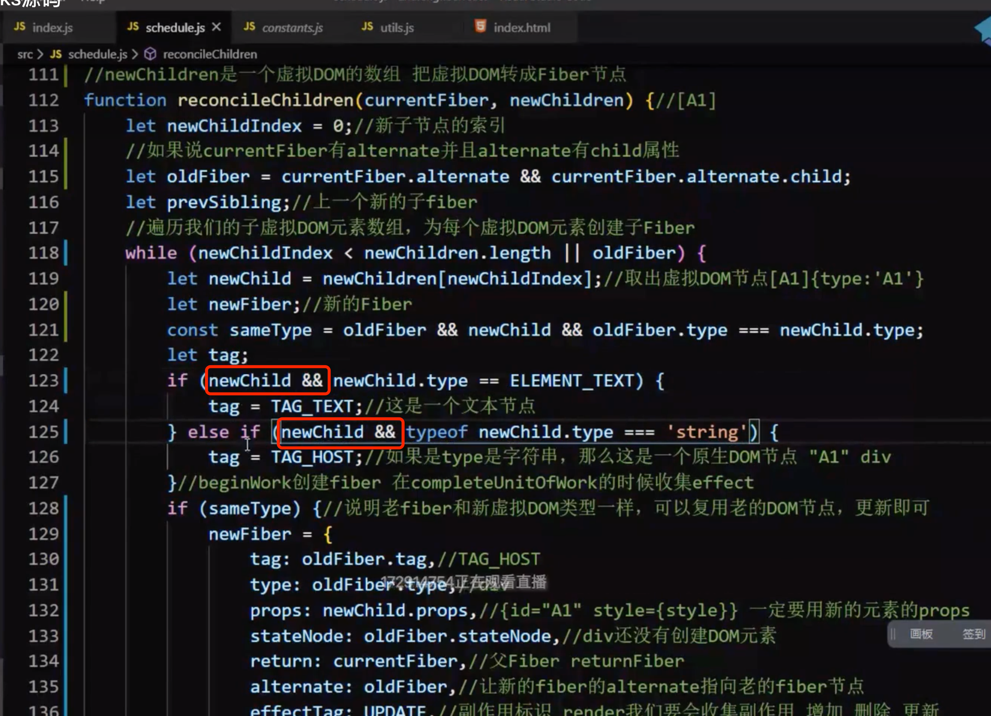 KS源码
JS index.js
JS schedule.js ×
JS constants.js
JS utils.js
index.html
src > JS schedule.js > reconcileChildren
111 //newChildren是一个虚拟DOM的数组 把虚拟DOM转成Fiber节点
112 function reconcileChildren(currentFiber, newChildren) {//[A1]
113 let newChildIndex = 0;//新子节点的索引
114 //如果说currentFiber有alternate并且alternate有child属性
115 let oldFiber = currentFiber.alternate && currentFiber.alternate.child;
116 let prevSibling;//上一个新的子fiber
117 //遍历我们的子虚拟DOM元素数组，为每个虚拟DOM元素创建子Fiber
118 while (newChildIndex < newChildren.length || oldFiber) {
119 let newChild = newChildren[newChildIndex];//取出虚拟DOM节点[A1]{type:'A1'}
120 let newFiber;//新的Fiber
121 const sameType = oldFiber && newChild && oldFiber.type === newChild.type;
122 let tag;
123 if (newChild && newChild.type == ELEMENT_TEXT) {
124 tag = TAG_TEXT;//这是一个文本节点
125 } else if (newChild && typeof newChild.type === 'string') {
126 tag = TAG_HOST;//如果是type是字符串，那么这是一个原生DOM节点 "A1" div
127 }//beginWork创建fiber 在completeUnitOfWork的时候收集effect
128 if (sameType) {//说明老fiber和新虚拟DOM类型一样，可以复用老的DOM节点，更新即可
129 newFiber = {
130 tag: oldFiber.tag,//TAG_HOST
131 type: oldFiber.type,//div
正在观看直播
132 props: newChild.props,//{id="A1" style={style}} 一定要用新的元素的props
133 stateNode: oldFiber.stateNode,//div还没有创建DOM元素
画板 签到
134 return: currentFiber,//父Fiber returnFiber
135 alternate: oldFiber,//让新的fiber的alternate指向老的fiber节点
136 effectTag: UPDATE,//副作用标识 render我们要会收集副作用 增加 删除 更新